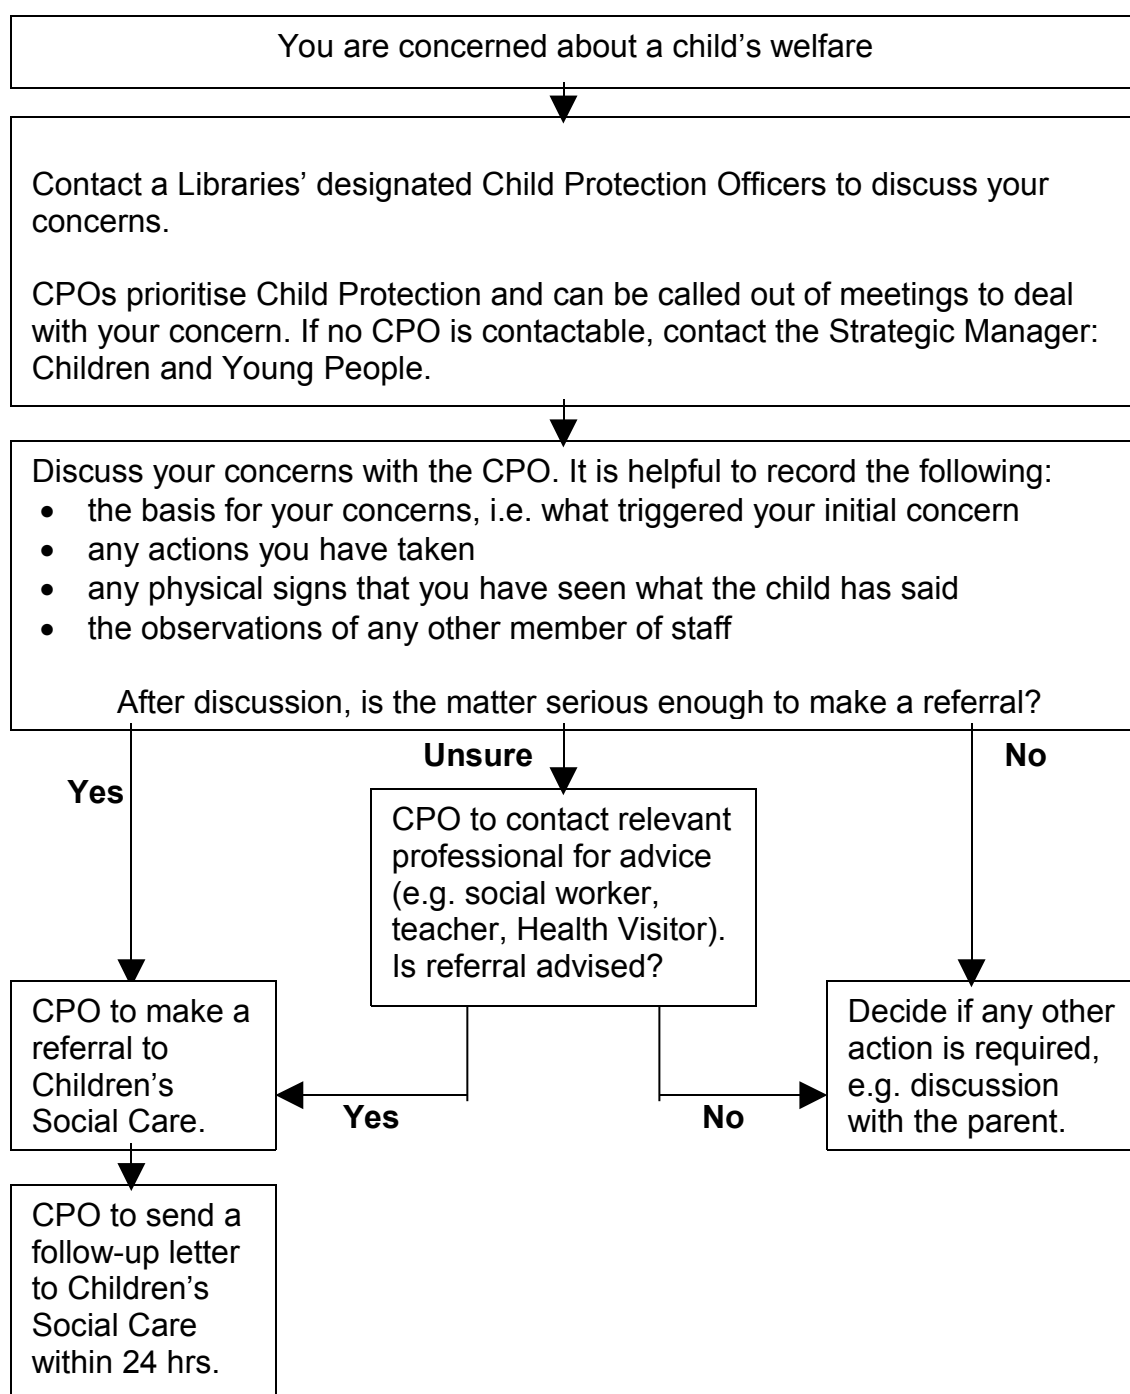 You are concerned about a child’s welfare
Contact a Libraries’ designated Child Protection Officers to discuss your
concerns.
CPOs prioritise Child Protection and can be called out of meetings to deal
with your concern. If no CPO is contactable, contact the Strategic Manager:
Children and Young People.
Discuss your concerns with the CPO. It is helpful to record the following:
• the basis for your concerns, i.e. what triggered your initial concern
• any actions you have taken
• any physical signs that you have seen what the child has said
• the observations of any other member of staff
After discussion, is the matter serious enough to make a referral?
Yes
Unsure
No
CPO to contact relevant
professional for advice
(e.g. social worker,
teacher, Health Visitor).
Is referral advised?
CPO to make a
referral to
Children’s
Social Care.
Yes
No
Decide if any other
action is required,
e.g. discussion
with the parent.
CPO to send a
follow-up letter
to Children’s
Social Care
within 24 hrs.